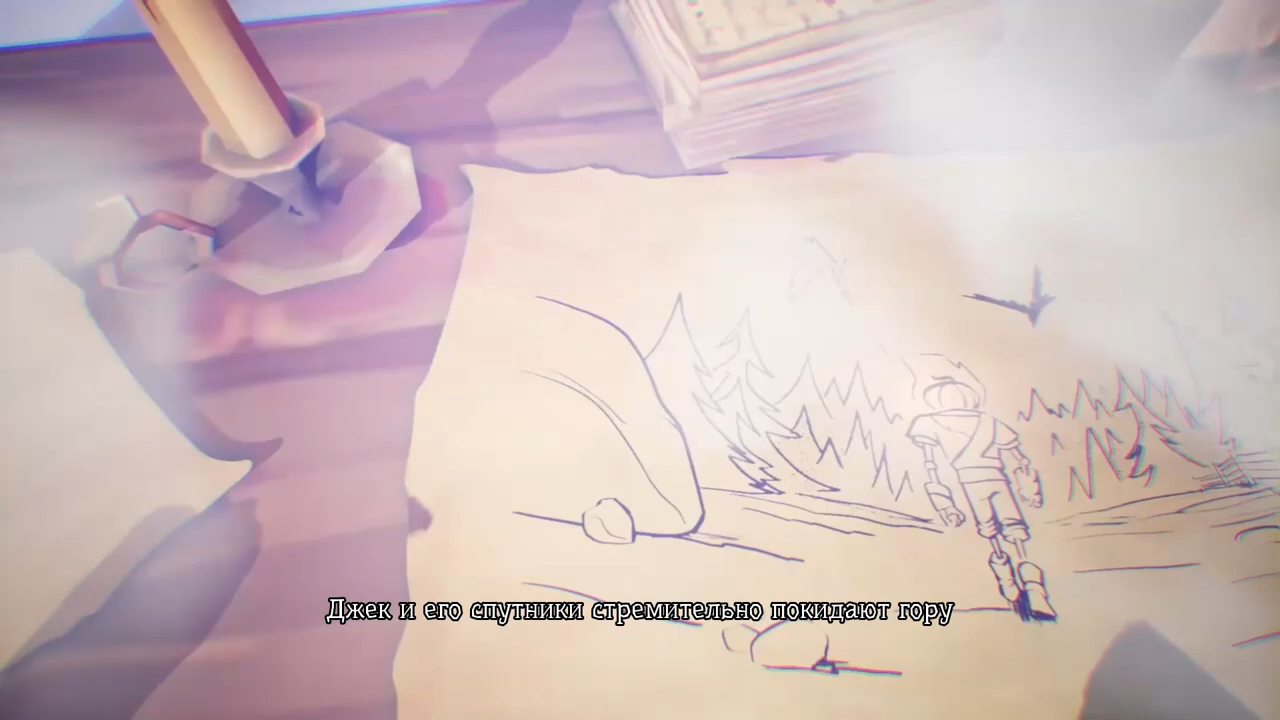 Джек и его спутники стремительно покидают гору